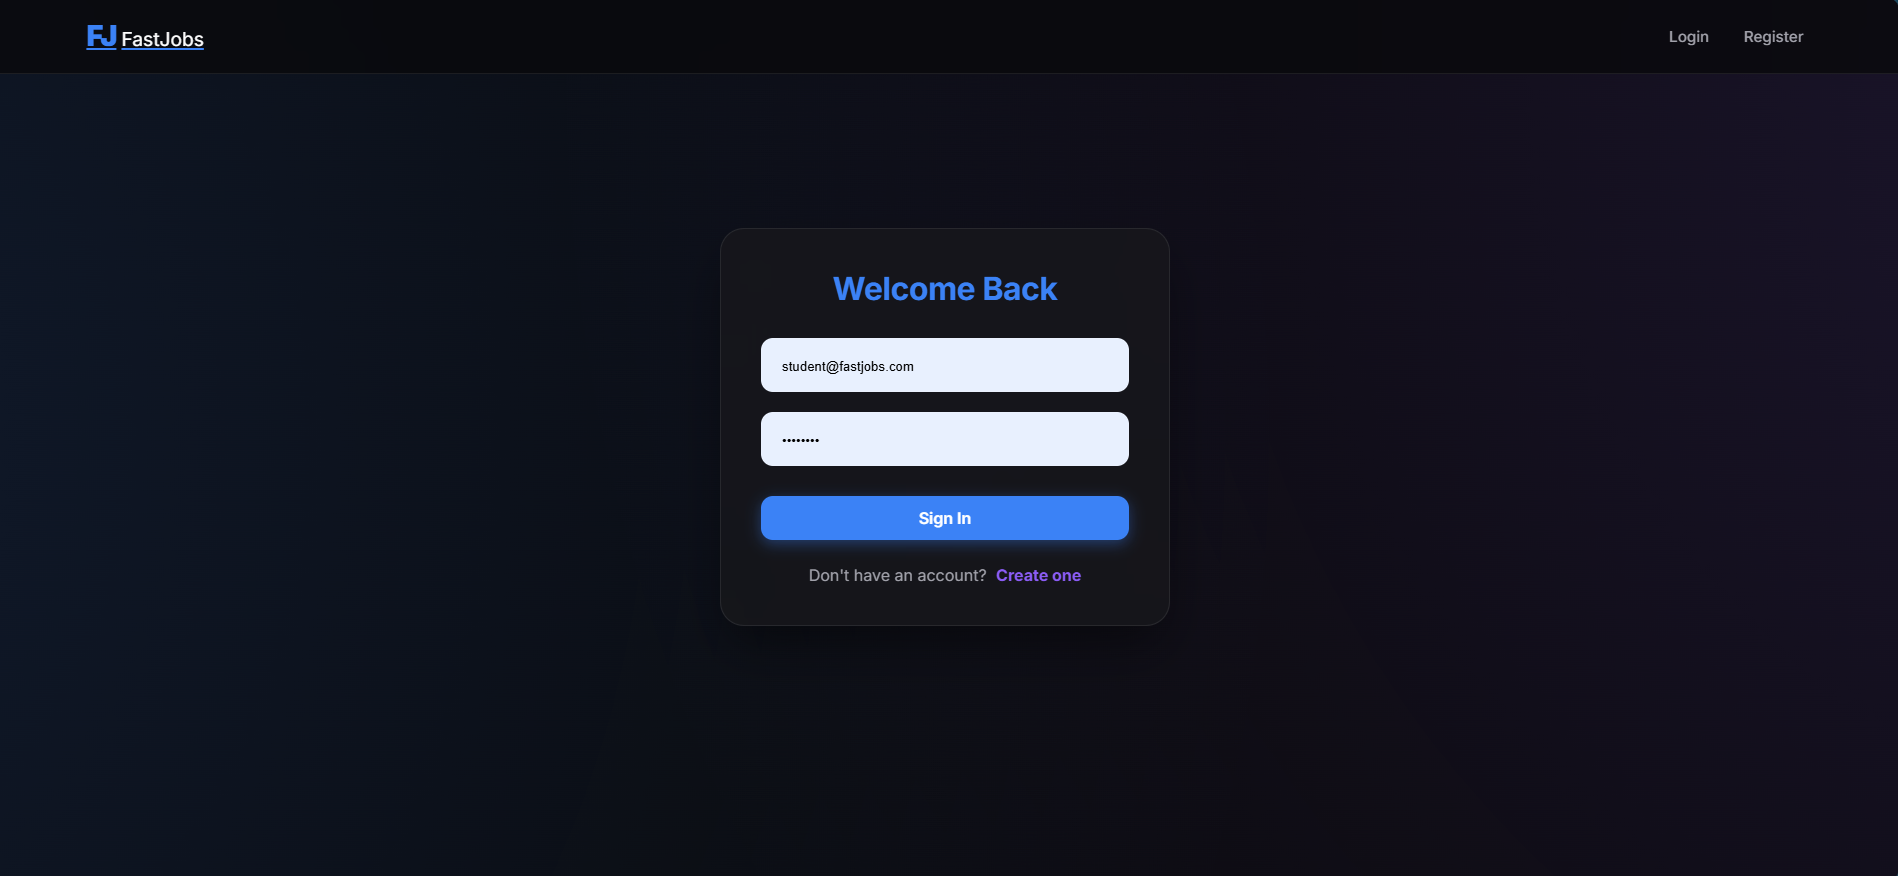 FJ FastJobs
Login
Register
Welcome Back
student@fastjobs.com
••••••••
Sign In
Don't have an account? Create one